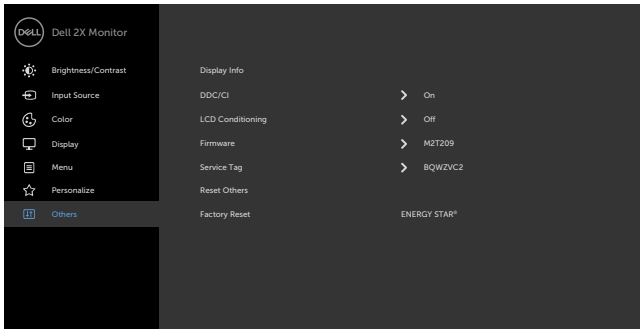 DELL Dell 2X Monitor
Brightness/Contrast Display Info
Input Source DDC/CI On
Color LCD Conditioning Off
Display Firmware M2T209
Menu Service Tag BQWZVC2
Personalize Reset Others
Others Factory Reset ENERGY STAR®